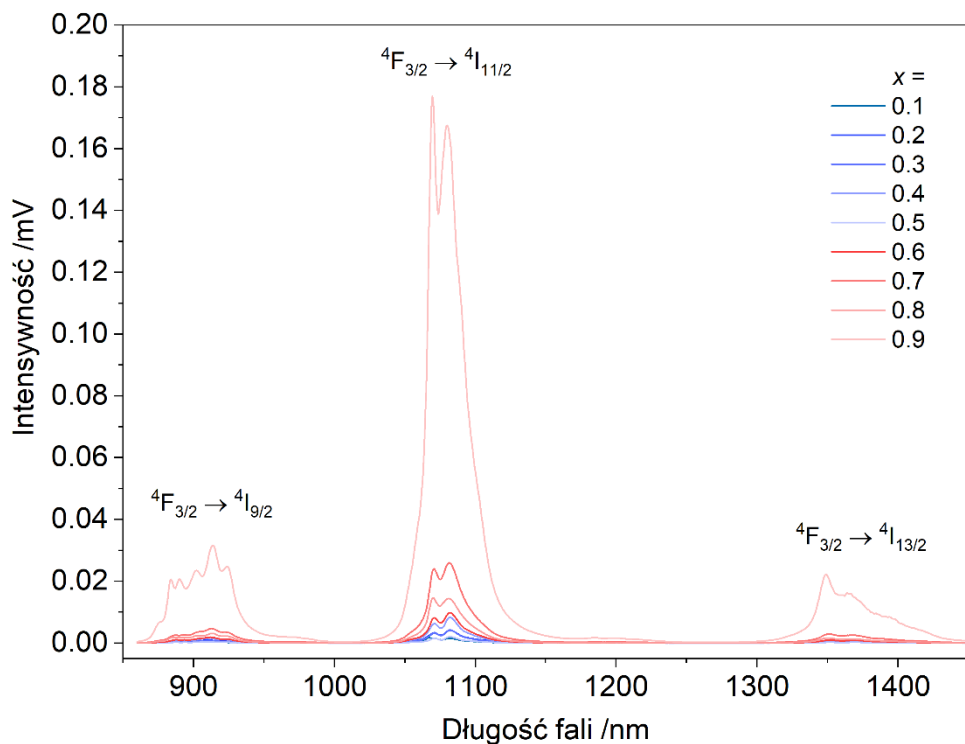 0.20
0.18
0.16
0.14
0.12
0.10
0.08
0.06
0.04
0.02
0.00
Intensywność /mV
⁴F₃/₂ → ⁴I₁₁/₂
⁴F₃/₂ → ⁴I₉/₂
⁴F₃/₂ → ⁴I₁₃/₂
x =
0.1
0.2
0.3
0.4
0.5
0.6
0.7
0.8
0.9
900 1000 1100 1200 1300 1400
Długość fali /nm